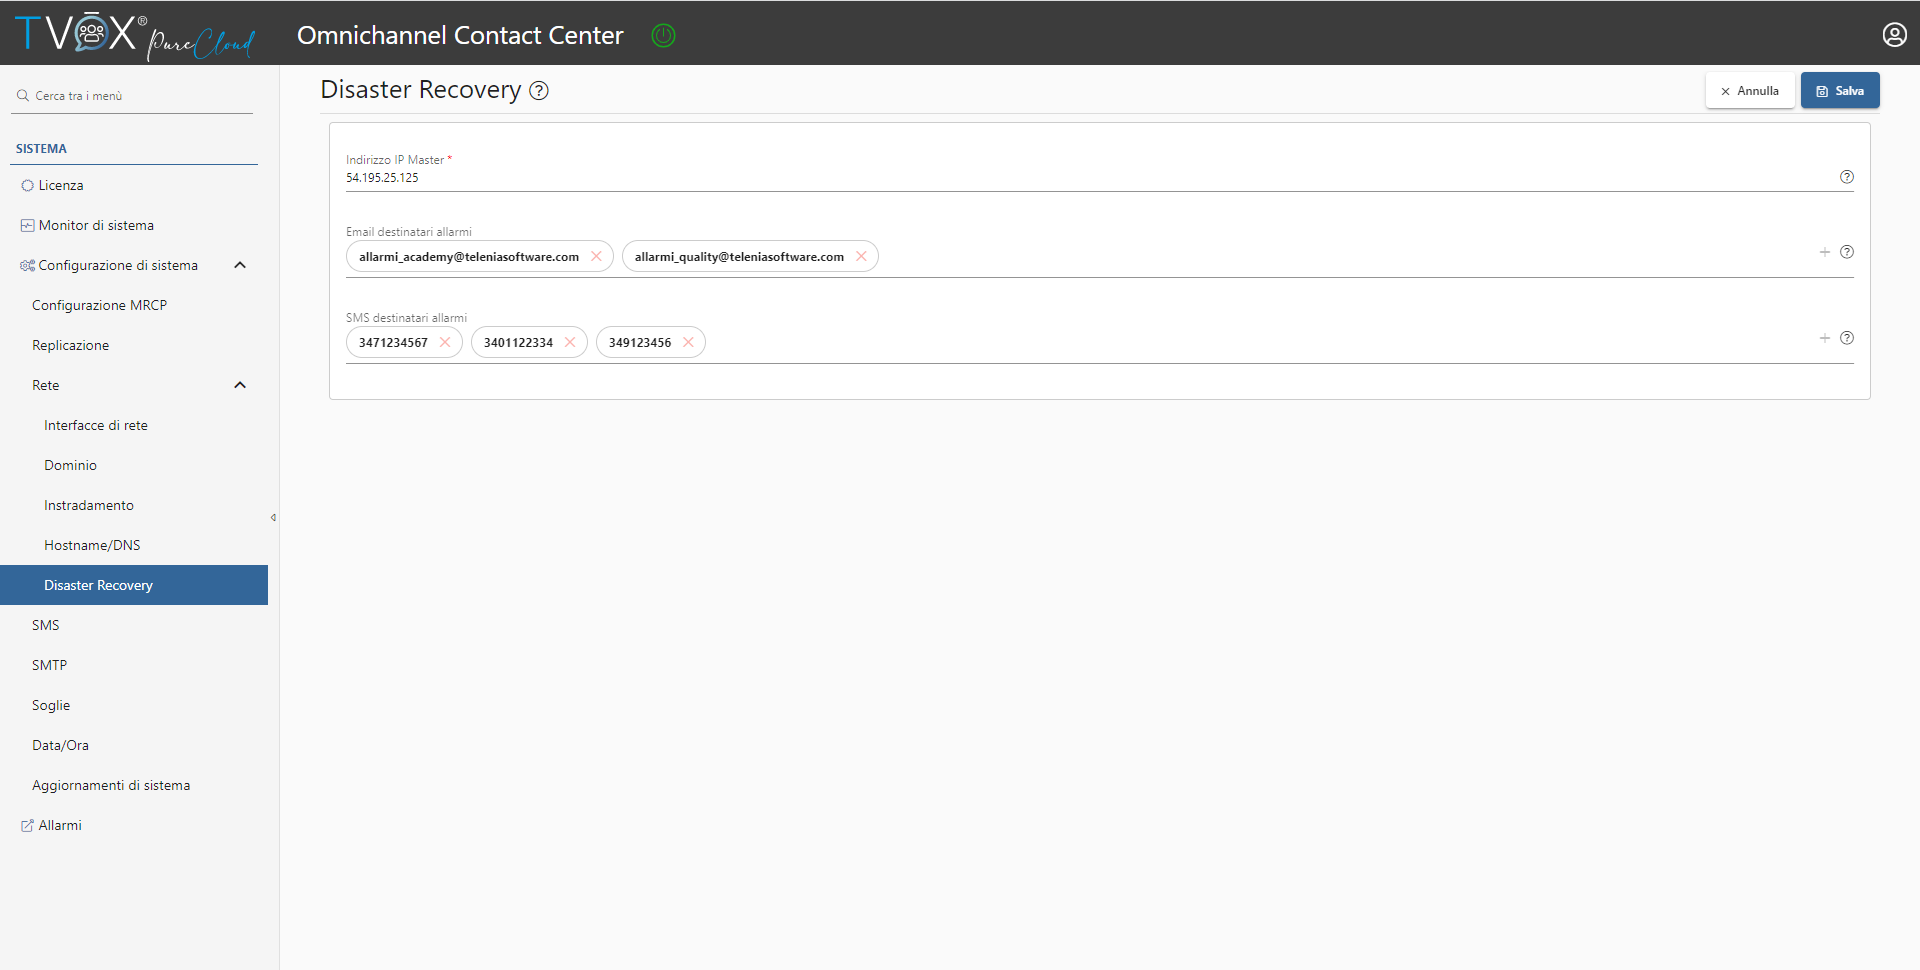 TVOX® PureCloud
Omnichannel Contact Center
Cerca tra i menù
SISTEMA
Licenza
Monitor di sistema
Configurazione di sistema
Configurazione MRCP
Replicazione
Rete
Interfacce di rete
Dominio
Instradamento
Hostname/DNS
Disaster Recovery
SMS
SMTP
Soglie
Data/Ora
Aggiornamenti di sistema
Allarmi
Disaster Recovery ?
Annulla
Salva
Indirizzo IP Master *
54.195.25.125
Email destinatari allarmi
allarmi_academy@teleniasoftware.com allarmi_quality@teleniasoftware.com
SMS destinatari allarmi
3471234567 3401122334 349123456